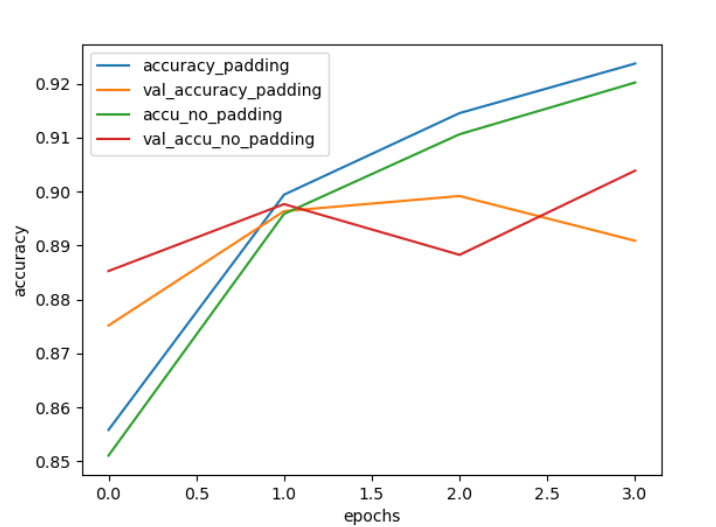 accuracy_padding
val_accuracy_padding
accu_no_padding
val_accu_no_padding
0.92
0.91
0.90
0.89
0.88
0.87
0.86
0.85
accuracy
0.0 0.5 1.0 1.5 2.0 2.5 3.0
epochs